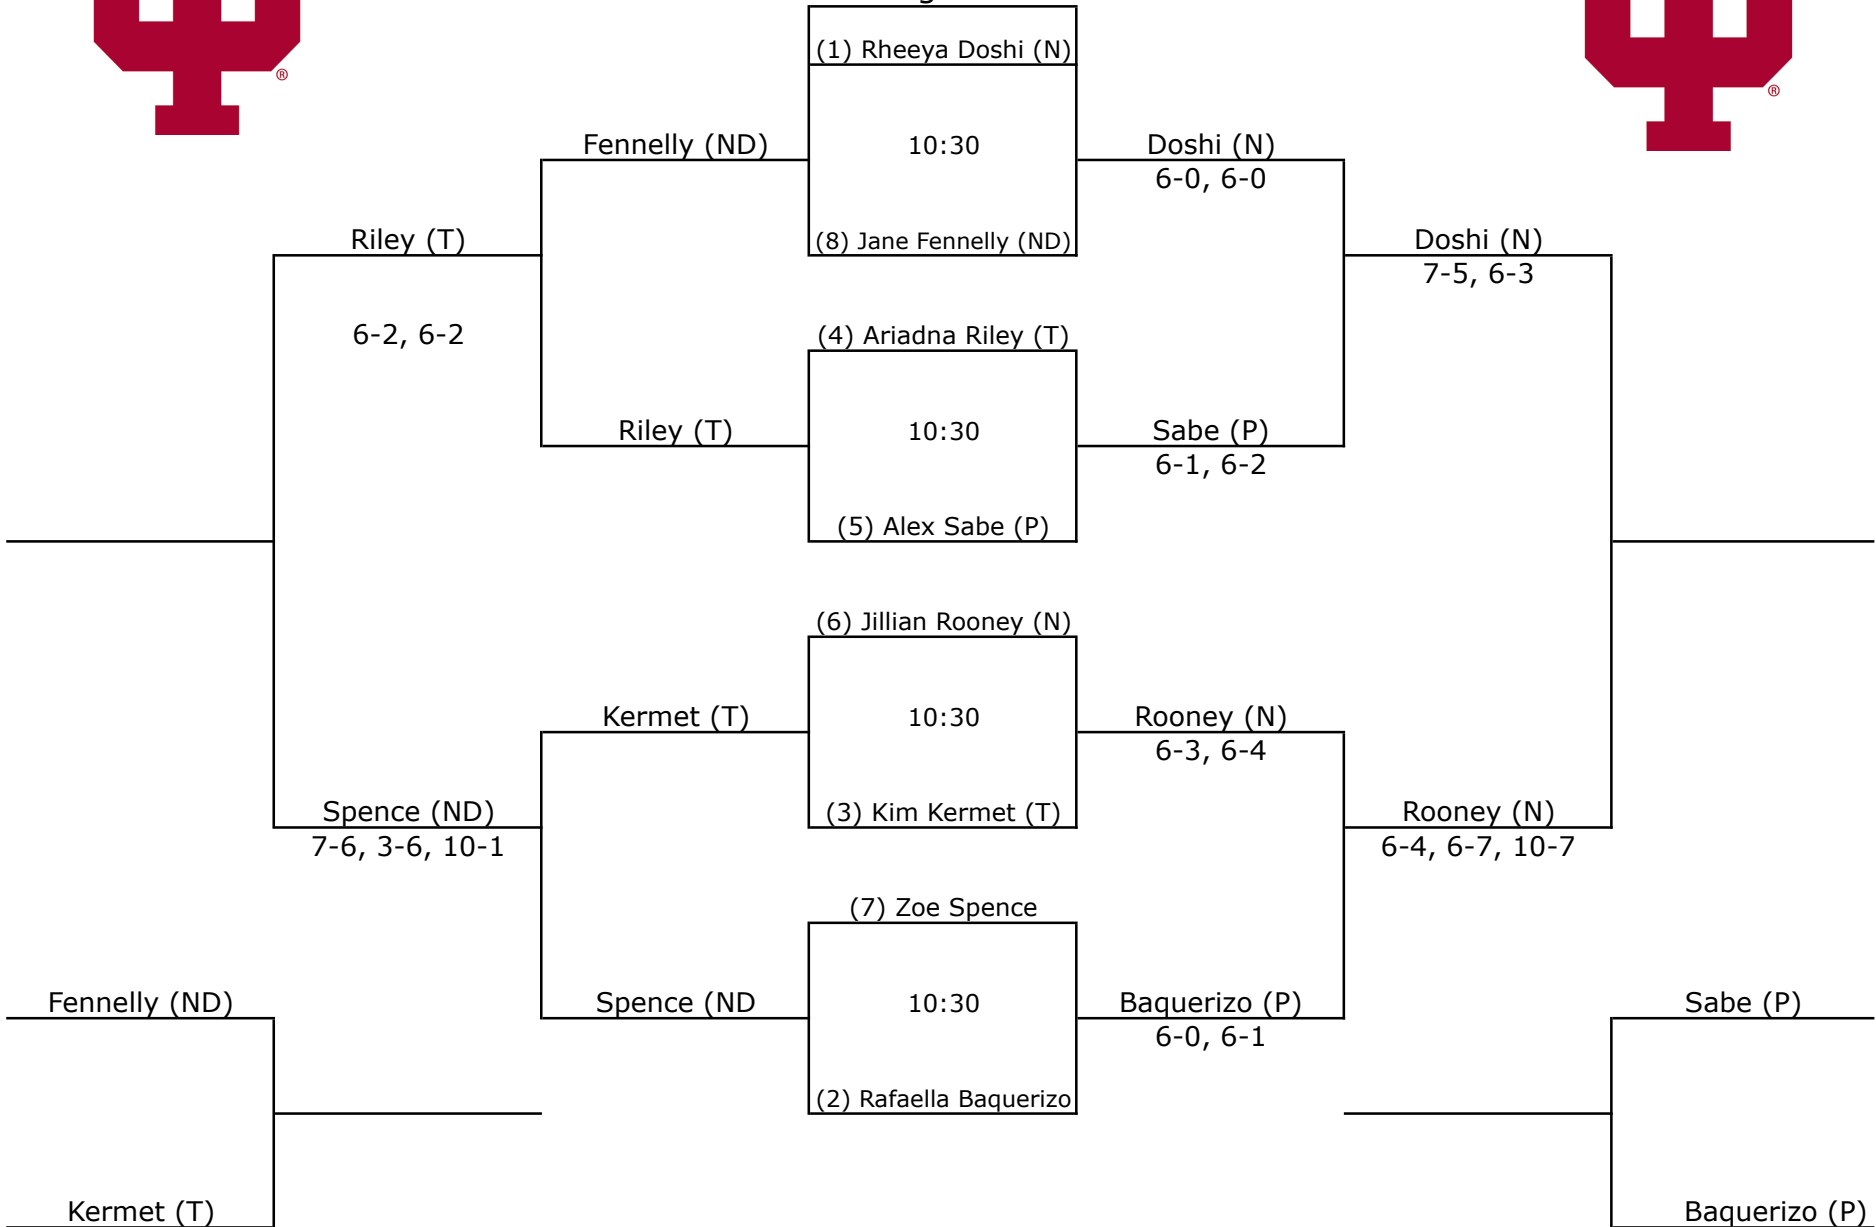 (1) Rheeya Doshi (N)
®
®
Fennelly (ND)
10:30
Doshi (N)
6-0, 6-0
Riley (T)
(8) Jane Fennelly (ND)
Doshi (N)
7-5, 6-3
6-2, 6-2
(4) Ariadna Riley (T)
Riley (T)
10:30
Sabe (P)
6-1, 6-2
(5) Alex Sabe (P)
(6) Jillian Rooney (N)
Kermet (T)
10:30
Rooney (N)
6-3, 6-4
Spence (ND)
(3) Kim Kermet (T)
Rooney (N)
7-6, 3-6, 10-1
6-4, 6-7, 10-7
(7) Zoe Spence
Fennelly (ND)
Spence (ND
10:30
Baquerizo (P)
Sabe (P)
6-0, 6-1
(2) Rafaella Baquerizo
Kermet (T)
Baquerizo (P)